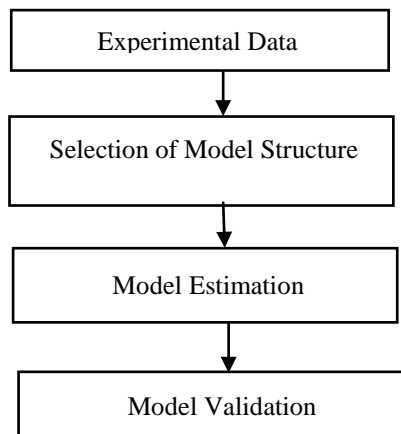 Experimental Data
Selection of Model Structure
Model Estimation
Model Validation